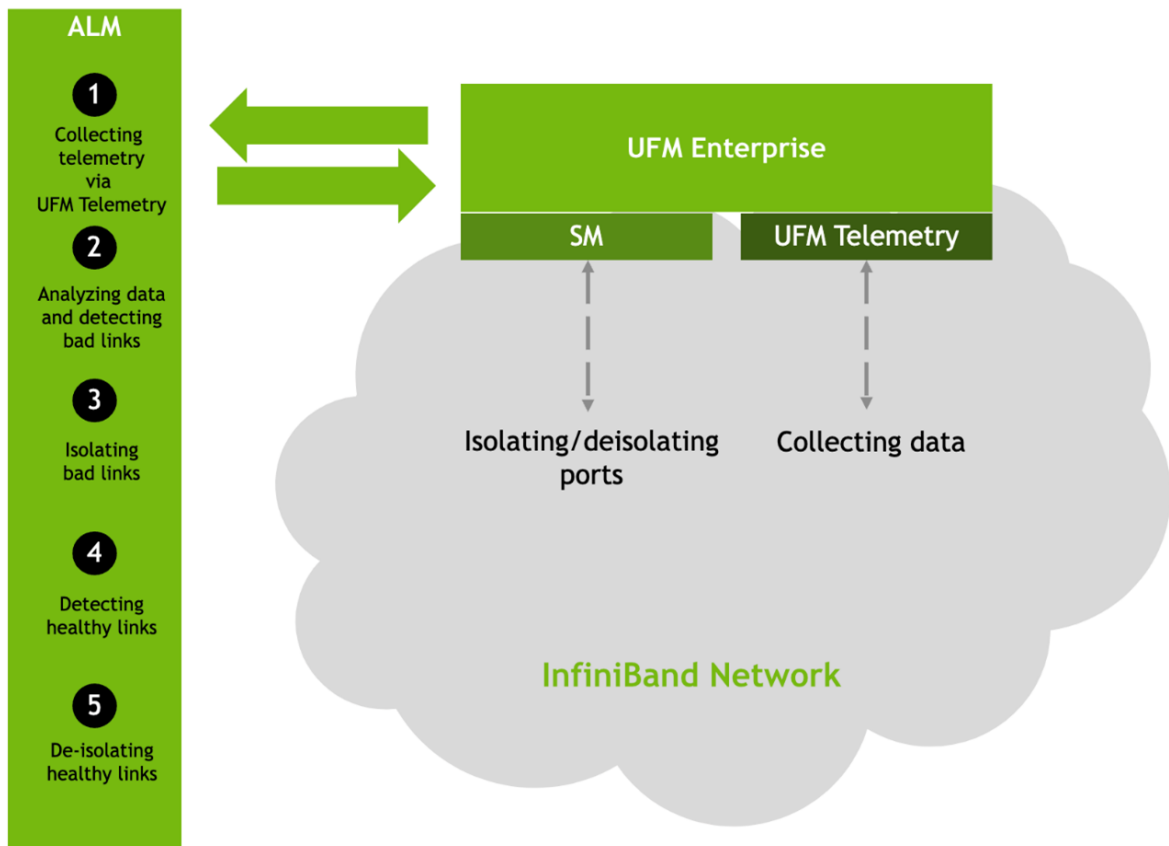 ALM
1
Collecting
telemetry
via
UFM Telemetry
2
Analyzing data
and detecting
bad links
3
Isolating
bad links
4
Detecting
healthy links
5
De-isolating
healthy links
UFM Enterprise
SM
UFM Telemetry
Isolating/deisolating
ports
Collecting data
InfiniBand Network